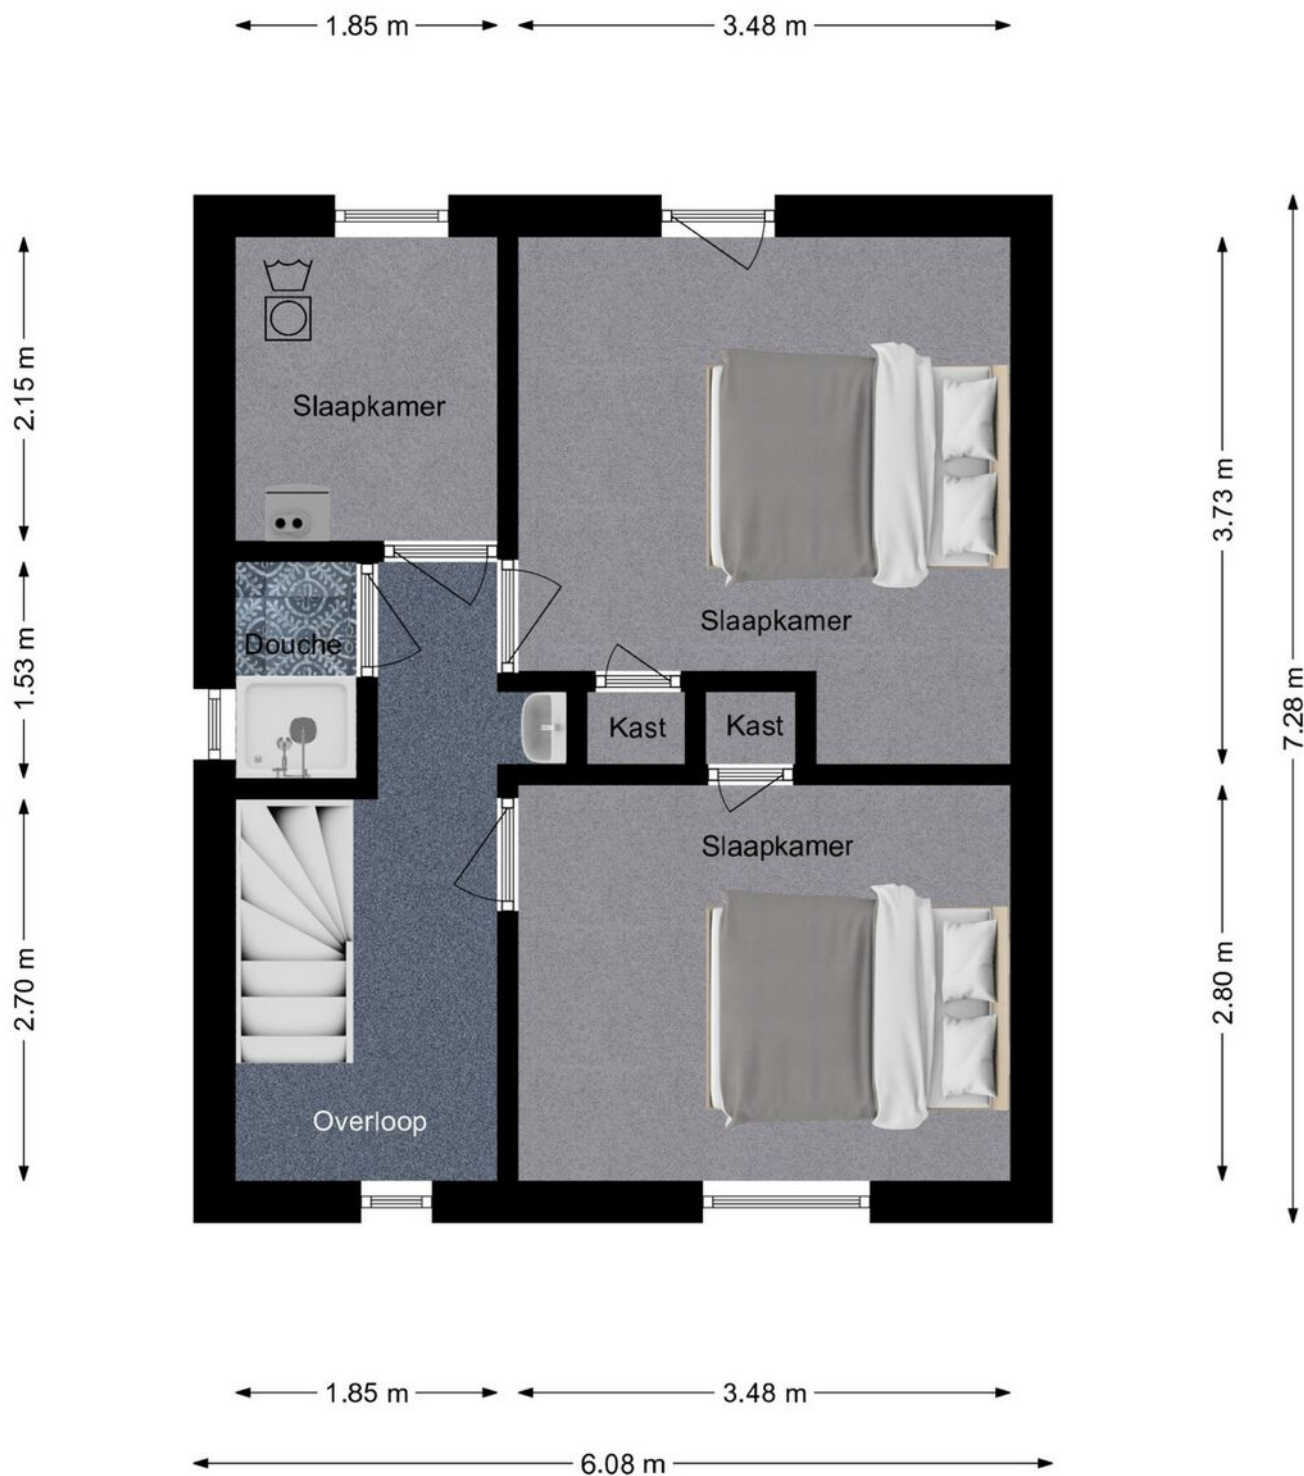 1.85 m
3.48 m
2.15 m
1.53 m
2.70 m
Slaapkamer
Slaapkamer
Douche
Kast
Kast
Slaapkamer
Overloop
3.73 m
2.80 m
7.28 m
1.85 m
3.48 m
6.08 m